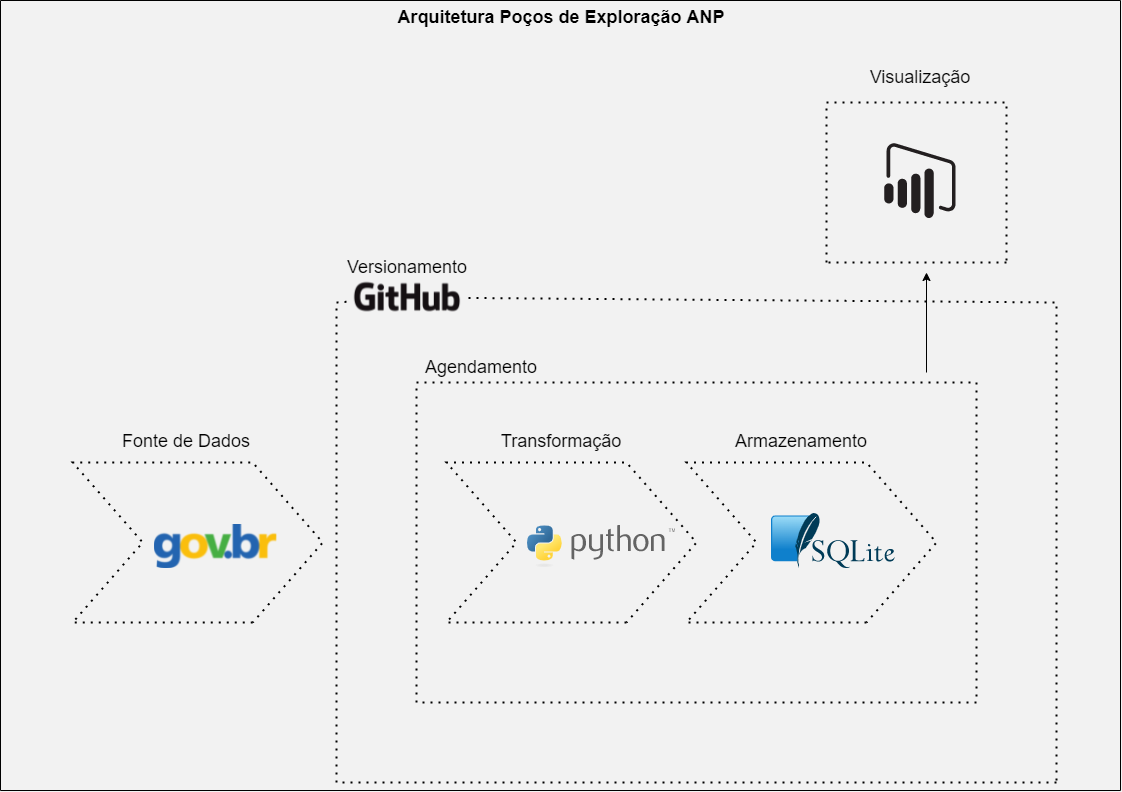 Arquitetura Poços de Exploração ANP
Visualização
Versionamento
GitHub
Agendamento
Fonte de Dados
Transformação
Armazenamento
gov.br
python™
SQLite